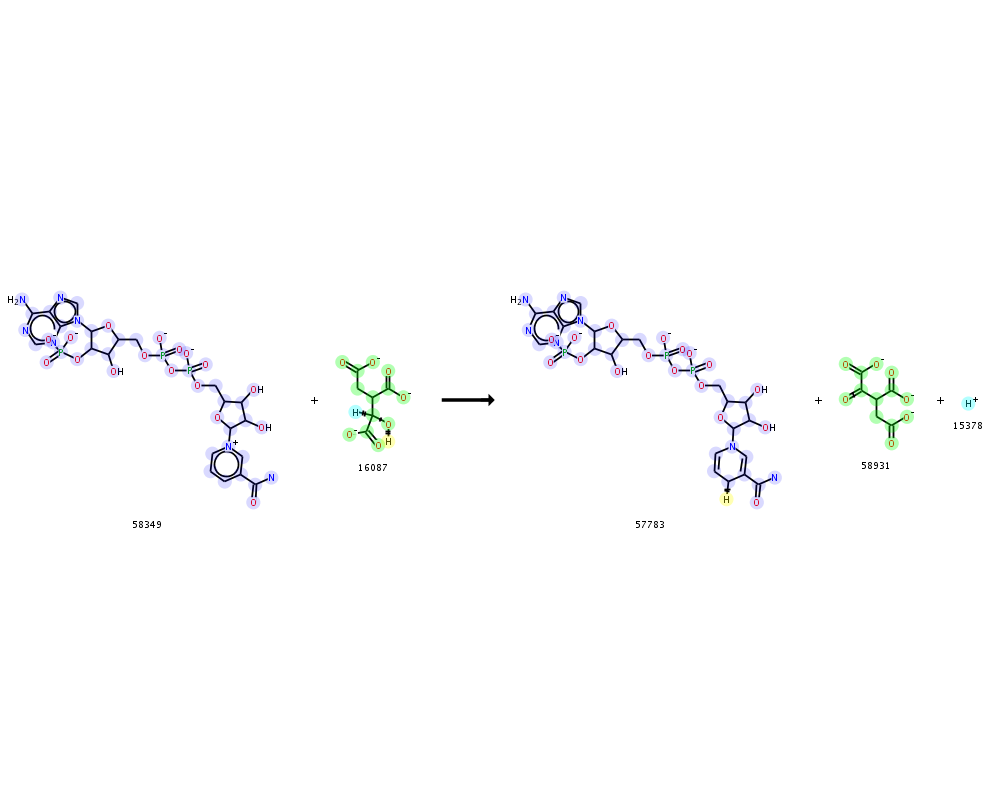 H₂N N N N N O O⁻ O⁻ P O O OH O O⁻ P O O O⁻ P O O O OH OH N⁺ N O
58349
+
O O⁻ O O⁻ H O H O⁻ O
16087
H₂N N N N N O O⁻ O⁻ P O O OH O O⁻ P O O O⁻ P O O O OH OH N N O H
57783
+
O O⁻ O O O⁻ O⁻ O
58931
+
H⁺
15378